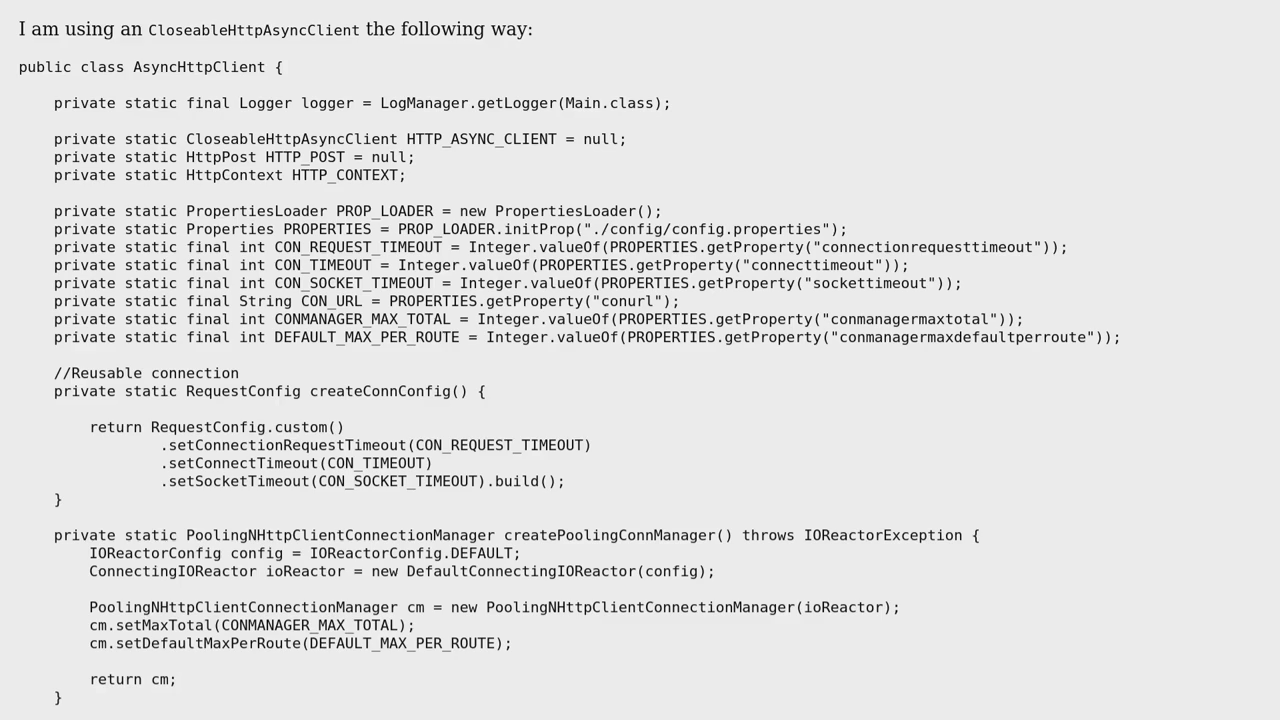 I am using an CloseableHttpAsyncClient the following way:
public class AsyncHttpClient {
private static final Logger logger = LogManager.getLogger(Main.class);
private static CloseableHttpAsyncClient HTTP_ASYNC_CLIENT = null;
private static HttpPost HTTP_POST = null;
private static HttpContext HTTP_CONTEXT;
private static PropertiesLoader PROP_LOADER = new PropertiesLoader();
private static Properties PROPERTIES = PROP_LOADER.initProp("./config/config.properties");
private static final int CON_REQUEST_TIMEOUT = Integer.valueOf(PROPERTIES.getProperty("connectionrequesttimeout"));
private static final int CON_TIMEOUT = Integer.valueOf(PROPERTIES.getProperty("connecttimeout"));
private static final int CON_SOCKET_TIMEOUT = Integer.valueOf(PROPERTIES.getProperty("sockettimeout"));
private static final String CON_URL = PROPERTIES.getProperty("conurl");
private static final int CONMANAGER_MAX_TOTAL = Integer.valueOf(PROPERTIES.getProperty("conmanagermaxtotal"));
private static final int DEFAULT_MAX_PER_ROUTE = Integer.valueOf(PROPERTIES.getProperty("conmanagermaxdefaultperroute"));
//Reusable connection
private static RequestConfig createConnConfig() {
return RequestConfig.custom()
.setConnectionRequestTimeout(CON_REQUEST_TIMEOUT)
.setConnectTimeout(CON_TIMEOUT)
.setSocketTimeout(CON_SOCKET_TIMEOUT).build();
}
private static PoolingNHttpClientConnectionManager createPoolingConnManager() throws IOReactorException {
IOReactorConfig config = IOReactorConfig.DEFAULT;
ConnectingIOReactor ioReactor = new DefaultConnectingIOReactor(config);
PoolingNHttpClientConnectionManager cm = new PoolingNHttpClientConnectionManager(ioReactor);
cm.setMaxTotal(CONMANAGER_MAX_TOTAL);
cm.setDefaultMaxPerRoute(DEFAULT_MAX_PER_ROUTE);
return cm;
}